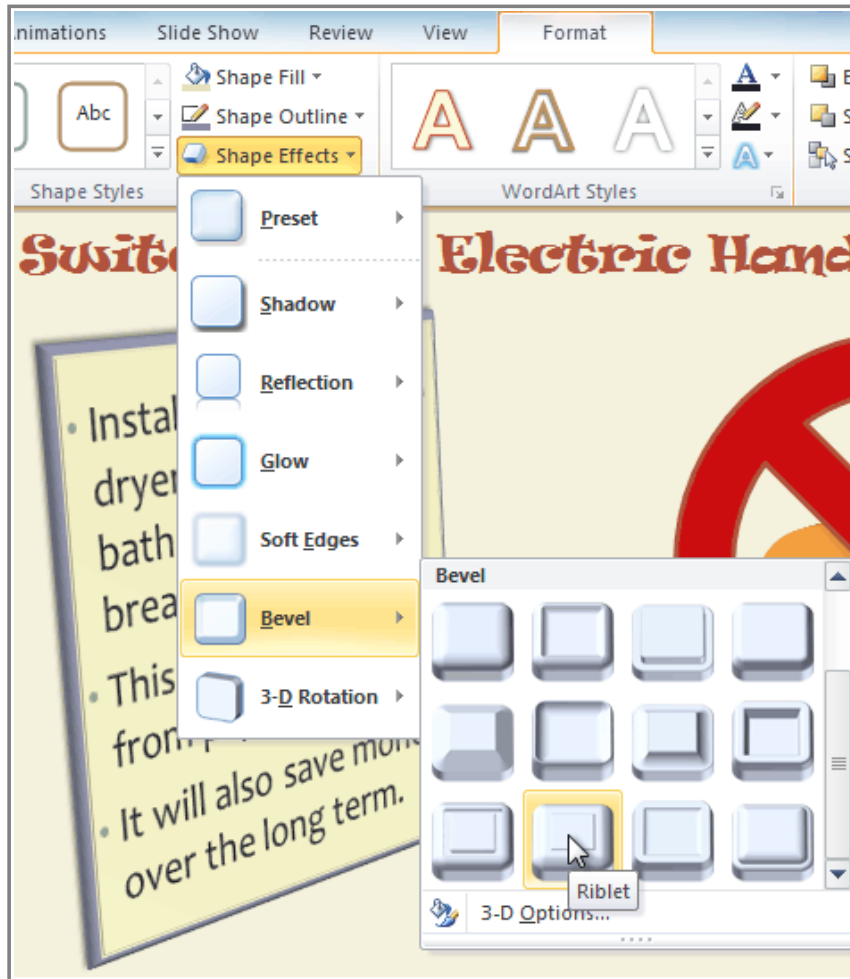 nimations Slide Show Review View Format
Abc Shape Fill
Shape Outline
Shape Effects
Shape Styles WordArt Styles
Electric Hand
Preset
Shadow
Reflection
Glow
Soft Edges
Bevel
3-D Rotation
Bevel
Riblet
3-D Options...
• Instal
dryer
bath
brea
• This
from
• It will also save mone
over the long term.